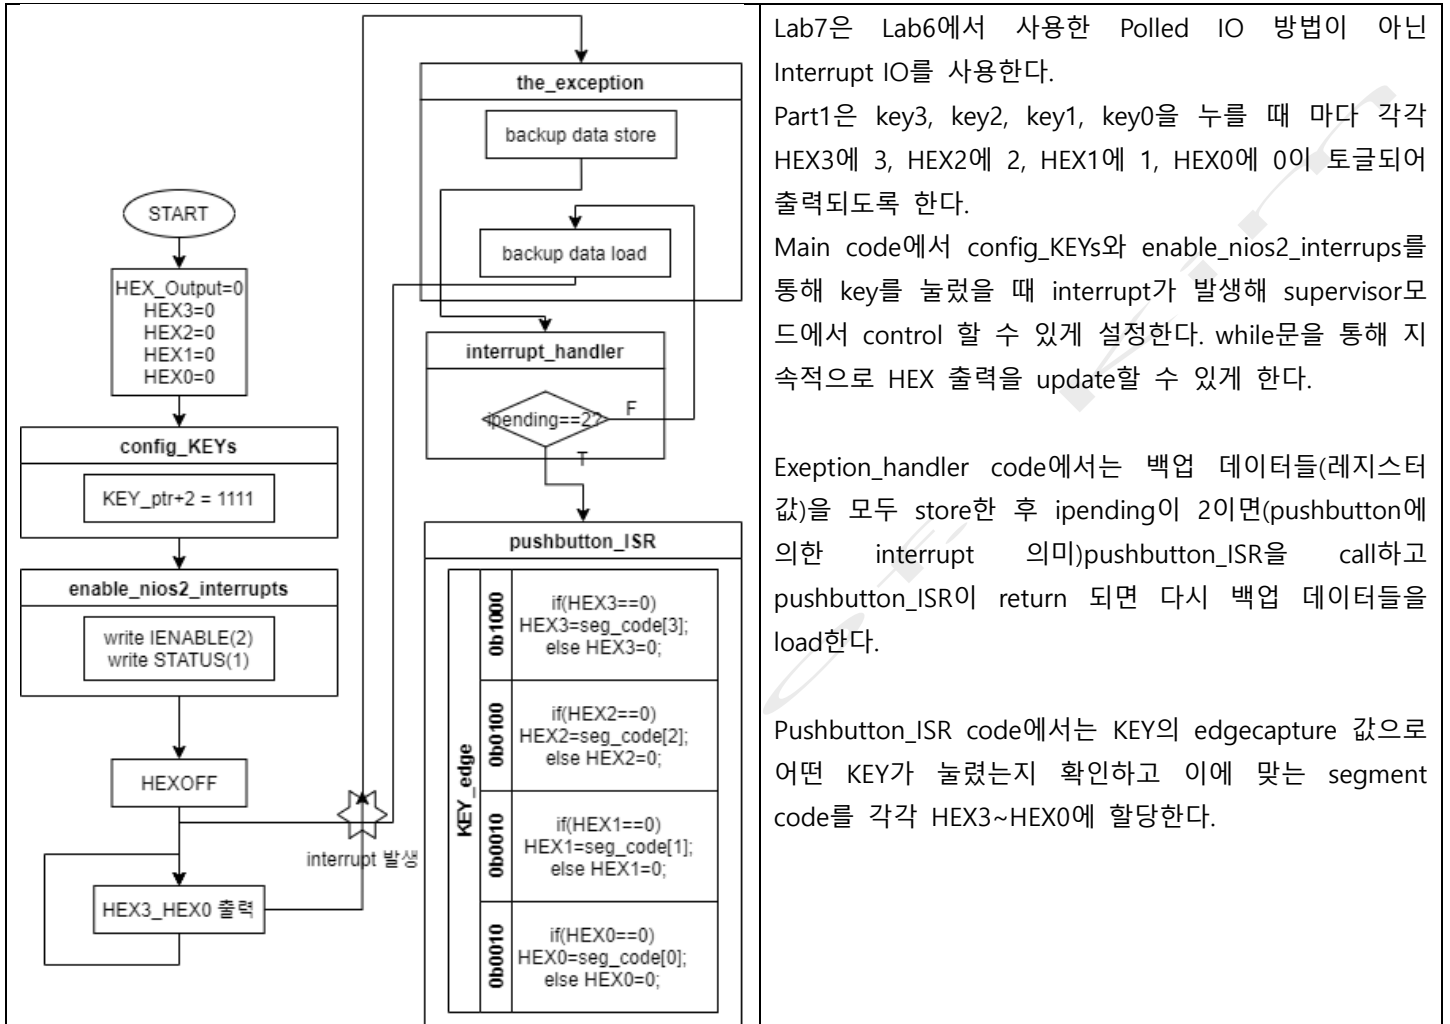 START
HEX_Output=0
HEX3=0
HEX2=0
HEX1=0
HEX0=0
config_KEYs
KEY_ptr+2 = 1111
enable_nios2_interrupts
write IENABLE(2)
write STATUS(1)
HEXOFF
interrupt 발생
HEX3_HEX0 출력
the_exception
backup data store
backup data load
interrupt_handler
ipending==2?
F
T
pushbutton_ISR
KEY_edge
0b1000
if(HEX3==0)
HEX3=seg_code[3];
else HEX3=0;
0b0100
if(HEX2==0)
HEX2=seg_code[2];
else HEX2=0;
0b0010
if(HEX1==0)
HEX1=seg_code[1];
else HEX1=0;
0b0010
if(HEX0==0)
HEX0=seg_code[0];
else HEX0=0;
Lab7은 Lab6에서 사용한 Polled IO 방법이 아닌
Interrupt IO를 사용한다.
Part1은 key3, key2, key1, key0을 누를 때 마다 각각
HEX3에 3, HEX2에 2, HEX1에 1, HEX0에 0이 토글되어
출력되도록 한다.
Main code에서 config_KEYs와 enable_nios2_interrups를
통해 key를 눌렀을 때 interrupt가 발생해 supervisor모
드에서 control 할 수 있게 설정한다. while문을 통해 지
속적으로 HEX 출력을 update할 수 있게 한다.
Exeption_handler code에서는 백업 데이터들(레지스터
값)을 모두 store한 후 ipending이 2이면(pushbutton에
의한 interrupt 의미)pushbutton_ISR을 call하고
pushbutton_ISR이 return 되면 다시 백업 데이터들을
load한다.
Pushbutton_ISR code에서는 KEY의 edgecapture 값으로
어떤 KEY가 눌렸는지 확인하고 이에 맞는 segment
code를 각각 HEX3~HEX0에 할당한다.